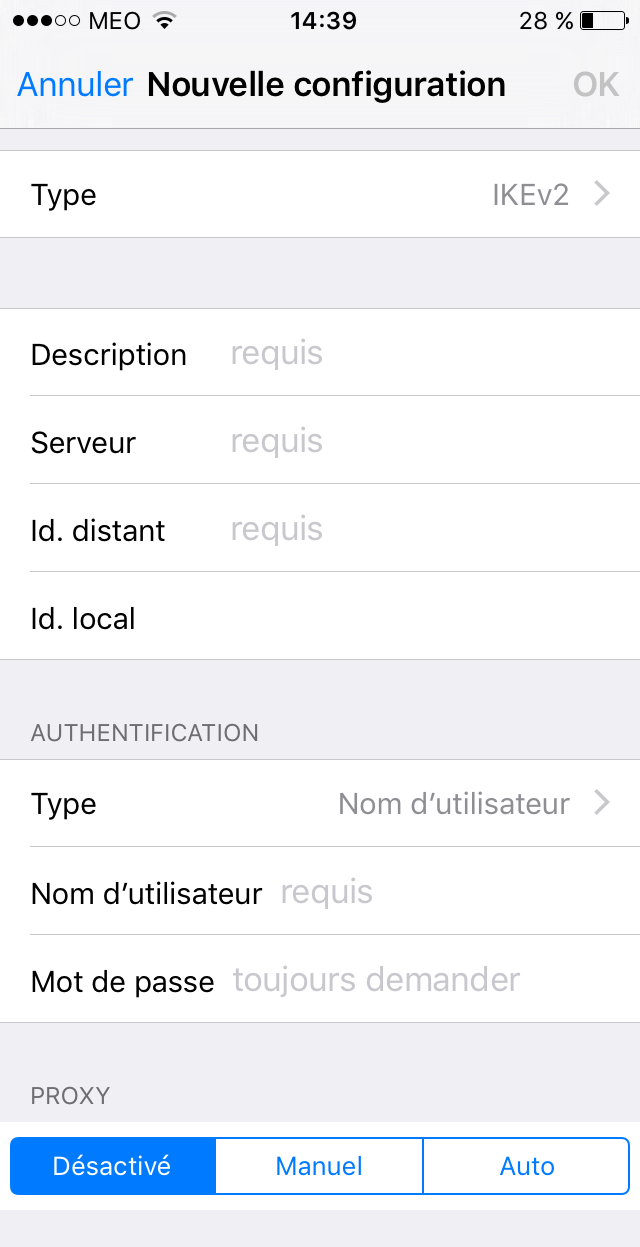 MEO 14:39 28 %
Annuler Nouvelle configuration OK
Type IKEv2
Description requis
Serveur requis
Id. distant requis
Id. local
AUTHENTIFICATION
Type Nom d’utilisateur
Nom d’utilisateur requis
Mot de passe toujours demander
PROXY
Désactivé Manuel Auto